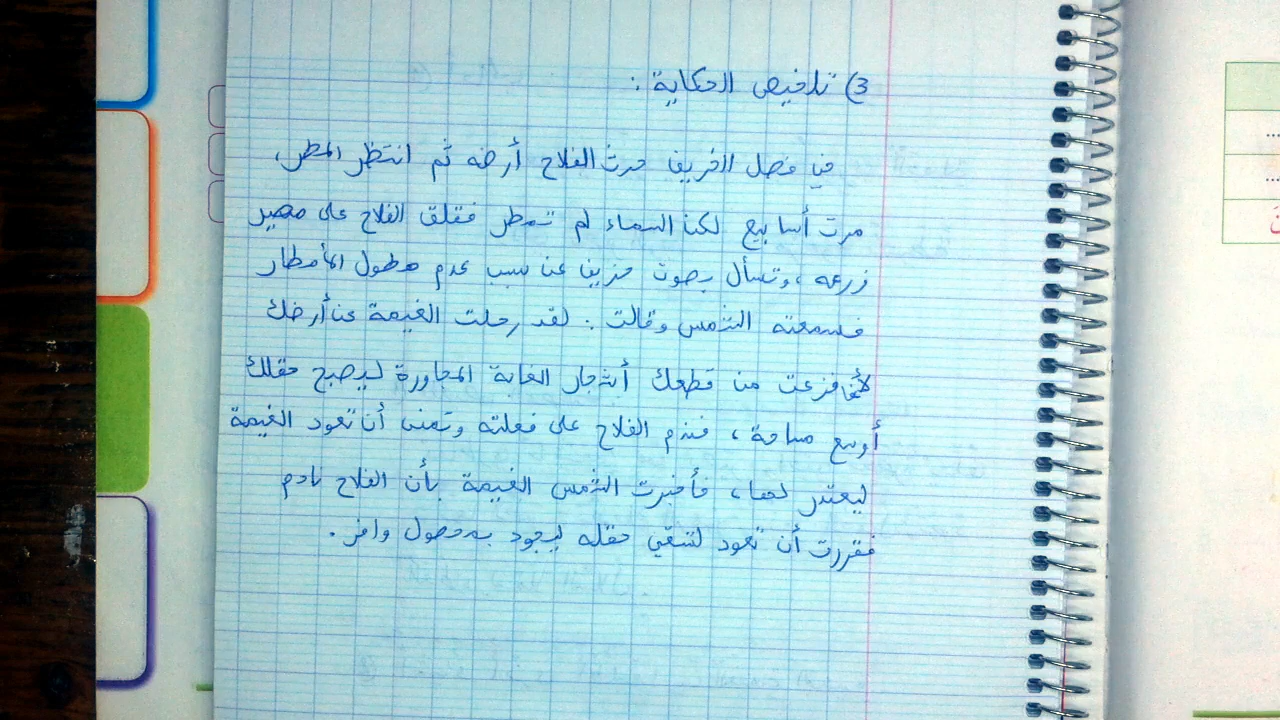 3) تلخيص الحكاية :
في فصل الخريف حرث الفلاح أرضه ثم انتظر المطر،
مرت أسابيع لكن السماء لم تمطر فقلق الفلاح على مصير
زرعه ،وتسأل بصوت حزين عن سبب عدم هطول الأمطار
فسمعته الشمس وقالت : لقد رحلت الغيمة عن أرضك
لأنها فزعت من قطعك أشجار الغابة المجاورة ليصبح حقلك
أوسع مساحة ، فندم الفلاح على فعلته وتمنى أن تعود الغيمة
ليعتذر لها ، فأخبرت الشمس الغيمة بأن الفلاح نادم
فقررت أن تعود لتسقي حقله ليجود بمحصول وافر .